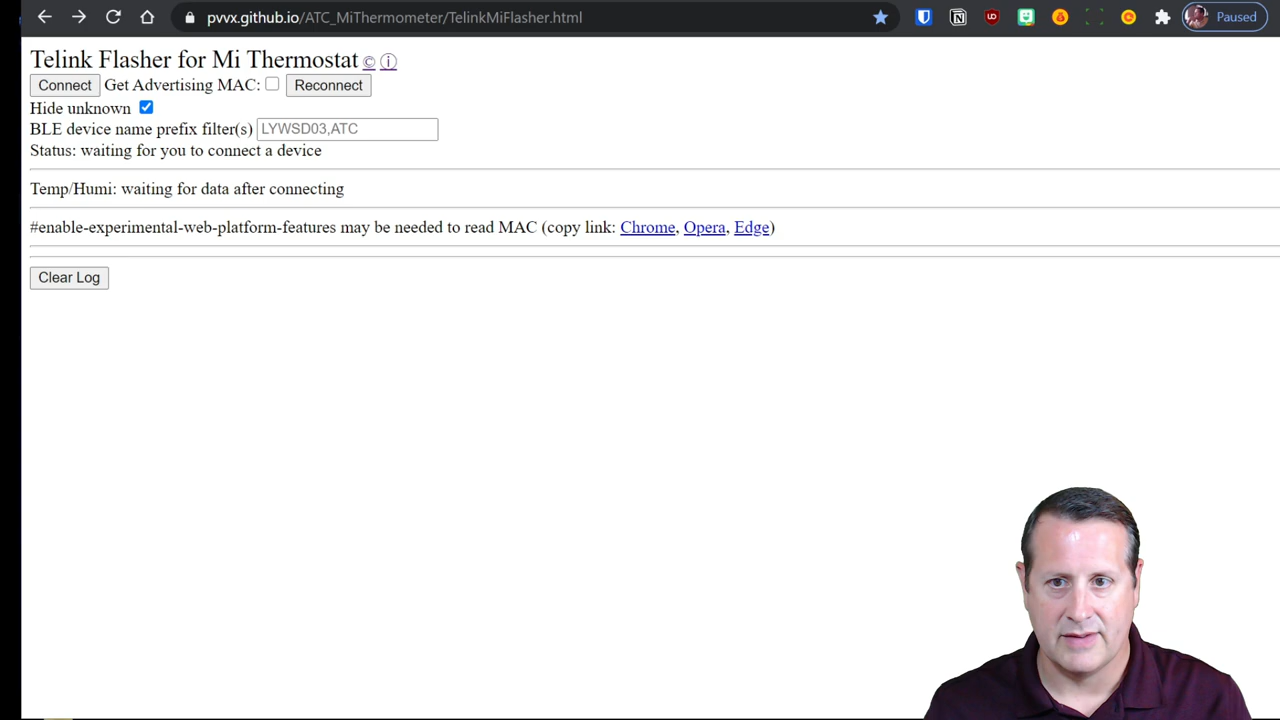 pvvx.github.io/ATC_MiThermometer/TelinkMiFlasher.html
Paused
Telink Flasher for Mi Thermostat © ⓘ
Connect Get Advertising MAC: Reconnect
Hide unknown
BLE device name prefix filter(s) LYWSD03,ATC
Status: waiting for you to connect a device
Temp/Humi: waiting for data after connecting
#enable-experimental-web-platform-features may be needed to read MAC (copy link: Chrome, Opera, Edge)
Clear Log